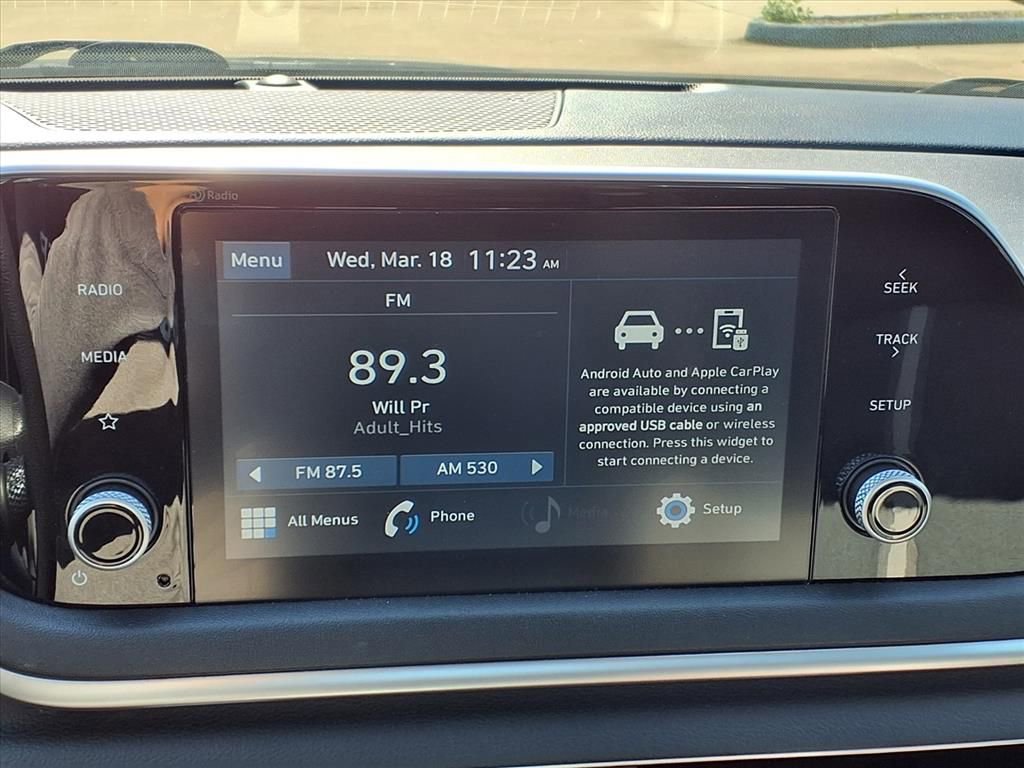 HD Radio
Menu Wed, Mar. 18 11:23 AM
RADIO
MEDIA
FM
89.3
Will Pr
Adult_Hits
FM 87.5 AM 530
Android Auto and Apple CarPlay
are available by connecting a
compatible device using an
approved USB cable or wireless
connection. Press this widget to
start connecting a device.
All Menus Phone Media Setup
SEEK
TRACK
SETUP